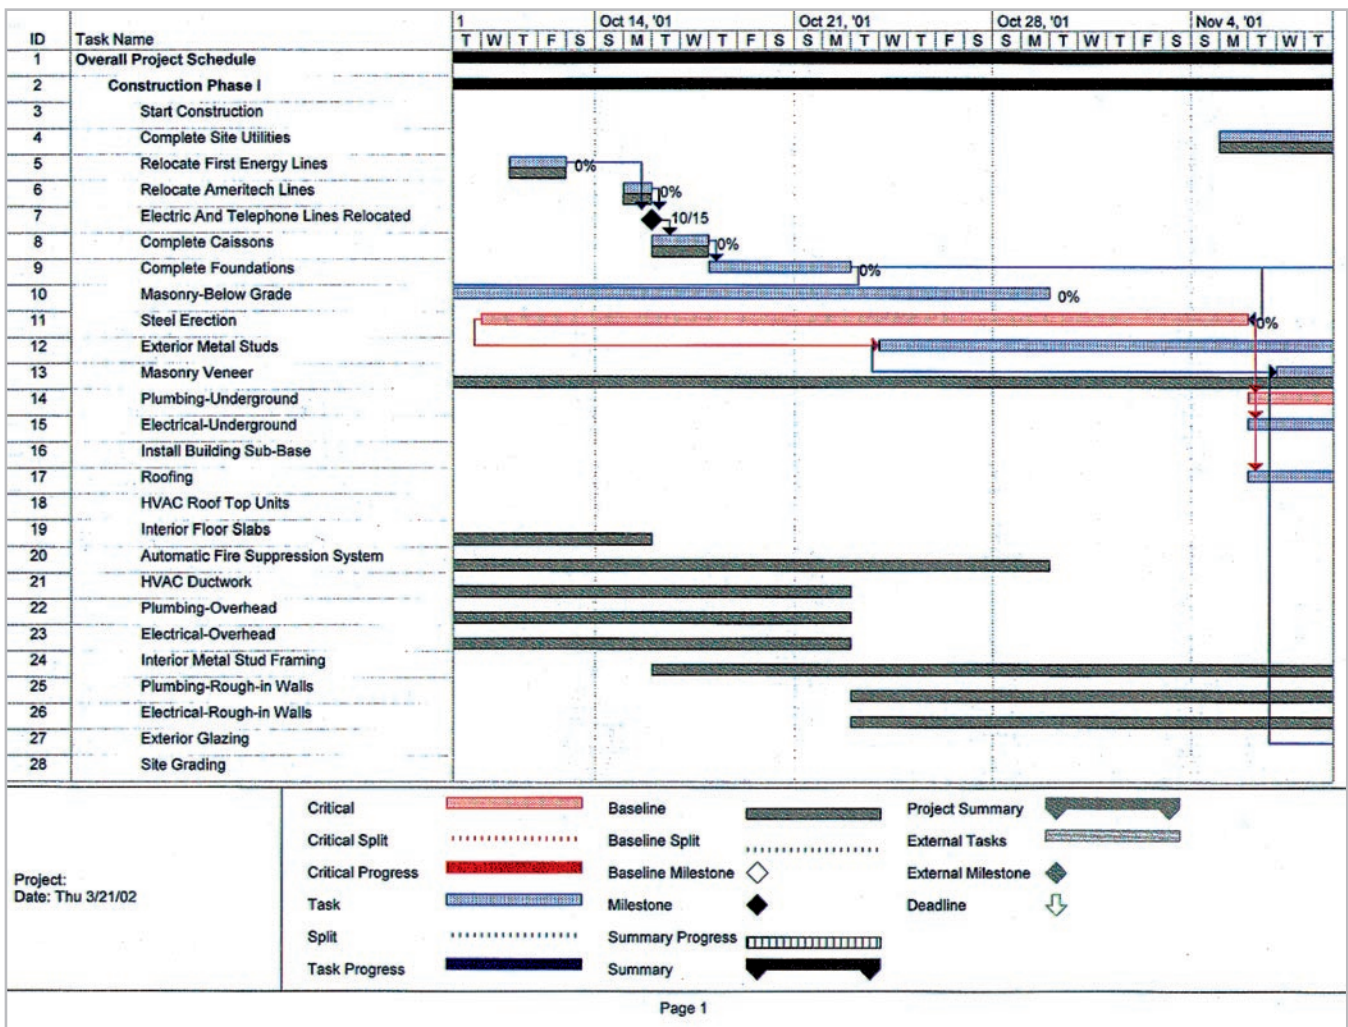 1 Oct 14, '01 Oct 21, '01 Oct 28, '01 Nov 4, '01
ID Task Name T W T F S S M T W T F S S M T W T F S S M T W T F S S M T W T
1 Overall Project Schedule
2 Construction Phase I
3 Start Construction
4 Complete Site Utilities
5 Relocate First Energy Lines 0%
6 Relocate Ameritech Lines 0%
7 Electric And Telephone Lines Relocated 10/15
8 Complete Caissons 0%
9 Complete Foundations 0%
10 Masonry-Below Grade 0%
11 Steel Erection 0%
12 Exterior Metal Studs
13 Masonry Veneer
14 Plumbing-Underground
15 Electrical-Underground
16 Install Building Sub-Base
17 Roofing
18 HVAC Roof Top Units
19 Interior Floor Slabs
20 Automatic Fire Suppression System
21 HVAC Ductwork
22 Plumbing-Overhead
23 Electrical-Overhead
24 Interior Metal Stud Framing
25 Plumbing-Rough-in Walls
26 Electrical-Rough-in Walls
27 Exterior Glazing
28 Site Grading
Project:
Date: Thu 3/21/02
Critical Baseline Project Summary
Critical Split Baseline Split External Tasks
Critical Progress Baseline Milestone External Milestone
Task Milestone Deadline
Split Summary Progress
Task Progress Summary
Page 1